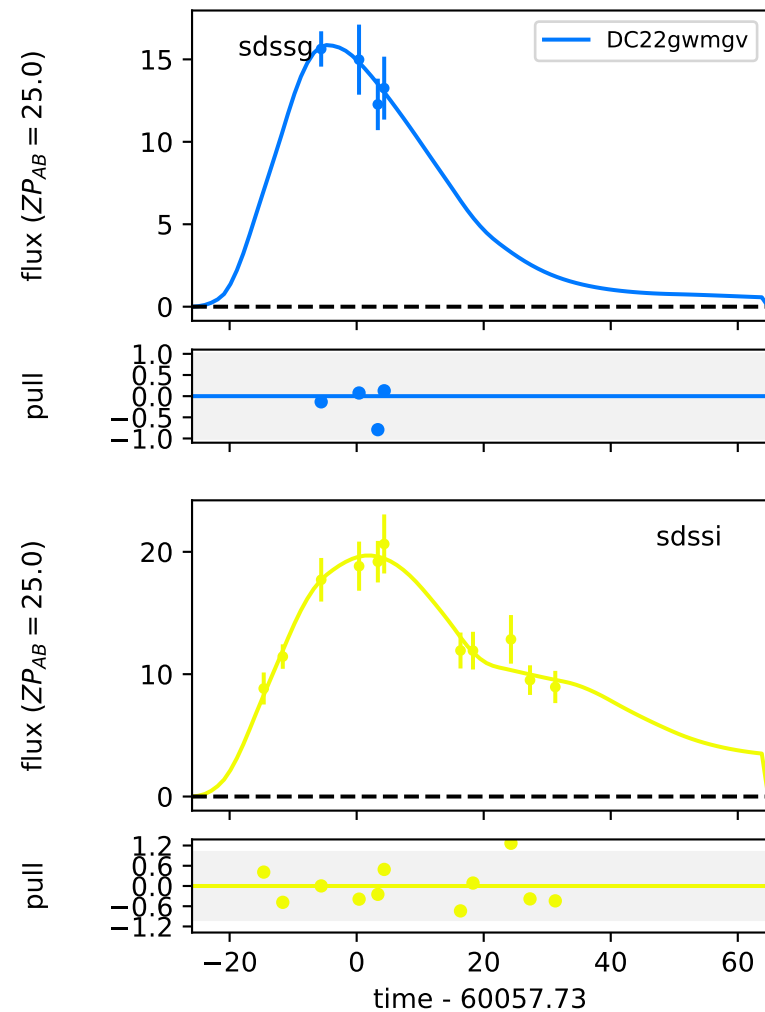 sdssg
DC22gwmgv
flux (ZP_AB = 25.0)
15
10
5
0
pull
1.0
0.5
0.0
−0.5
−1.0
sdssi
flux (ZP_AB = 25.0)
20
10
0
pull
1.2
0.6
0.0
−0.6
−1.2
−20 0 20 40 60
time - 60057.73